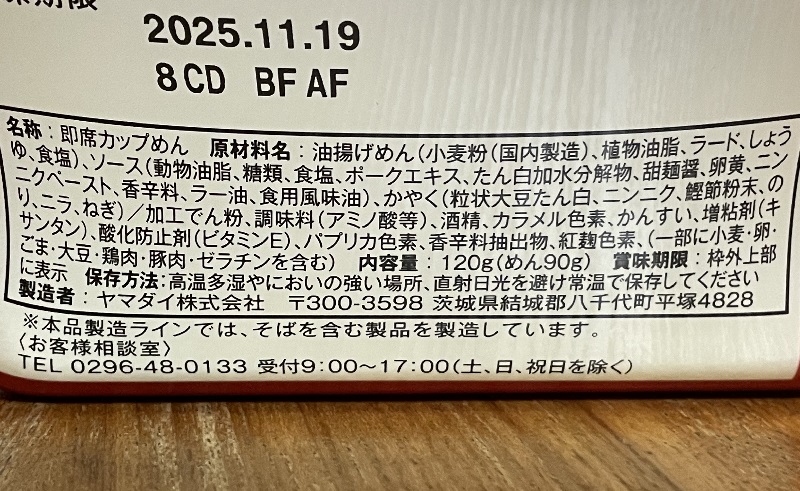 2025.11.19
8CD BFAF
名称：即席カップめん 原材料名：油揚げめん(小麦粉(国内製造)、植物油脂、ラード、しょう
ゆ、食塩)、ソース(動物油脂、糖類、食塩、ポークエキス、たん白加水分解物、甜麺醤、卵黄、ニン
ニクペースト、香辛料、ラー油、食用風味油)、かやく(粒状大豆たん白、ニンニク、鰹節粉末、の
り、ニラ、ねぎ)／加工でん粉、調味料(アミノ酸等)、酒精、カラメル色素、かんすい、増粘剤(キ
サンタン)、酸化防止剤(ビタミンE)、パプリカ色素、香辛料抽出物、紅麹色素、(一部に小麦・卵・
ごま・大豆・鶏肉・豚肉・ゼラチンを含む) 内容量：120g(めん90g) 賞味期限：枠外上部
に表示 保存方法：高温多湿やにおいの強い場所、直射日光を避け常温で保存してください
製造者：ヤマダイ株式会社 〒300-3598 茨城県結城郡八千代町平塚4828
※本品製造ラインでは、そばを含む製品を製造しています。
〈お客様相談室〉
TEL 0296-48-0133 受付9:00〜17:00(土、日、祝日を除く)